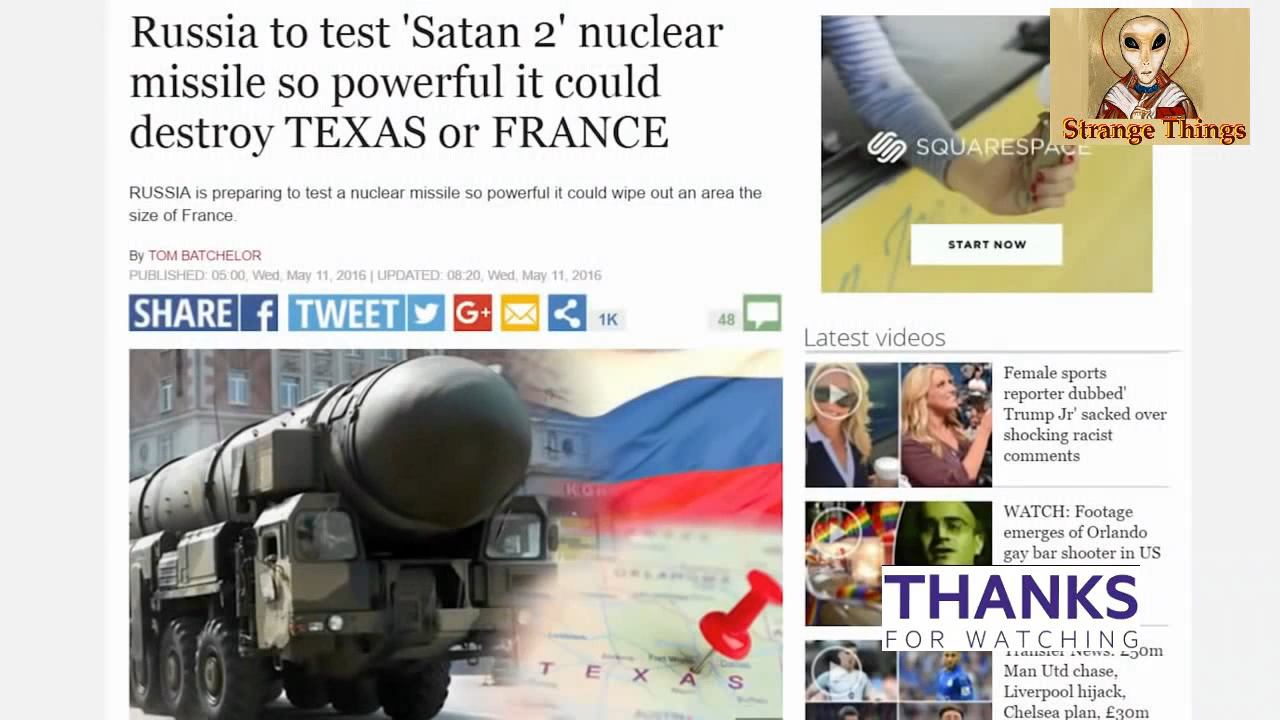 Russia to test 'Satan 2' nuclear
missile so powerful it could
destroy TEXAS or FRANCE
RUSSIA is preparing to test a nuclear missile so powerful it could wipe out an area the
size of France.
By TOM BATCHELOR
PUBLISHED: 05:00, Wed, May 11, 2016 | UPDATED: 08:20, Wed, May 11, 2016
SHARE f TWEET G+ 1K 48
OKLAHOMA
TEXAS
Strange Things
SQUARESPACE
START NOW
Latest videos
Female sports
reporter dubbed'
Trump Jr' sacked over
shocking racist
comments
WATCH: Footage
emerges of Orlando
gay bar shooter in US
THANKS
FOR WATCHING
Transfer News: £50m
Man Utd chase,
Liverpool hijack,
Chelsea plan, £30m